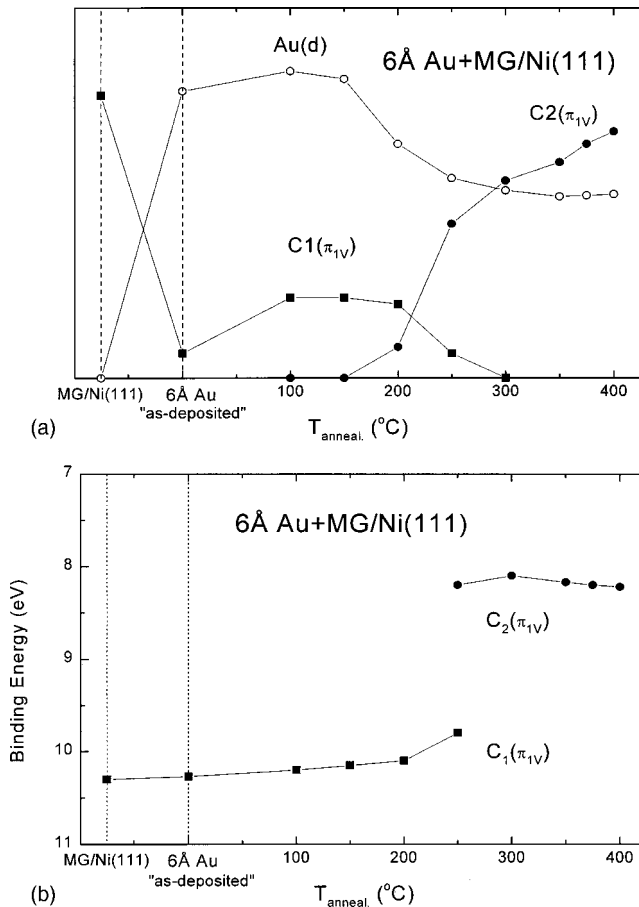 Au(d)
6Å Au+MG/Ni(111)
C2(π1V)
C1(π1V)
MG/Ni(111)
6Å Au
"as-deposited"
100
200
300
400
Tanneal. (°C)
(a)
7
8
9
10
11
Binding Energy (eV)
6Å Au+MG/Ni(111)
C2(π1V)
C1(π1V)
MG/Ni(111)
6Å Au
"as-deposited"
100
200
300
400
Tanneal. (°C)
(b)